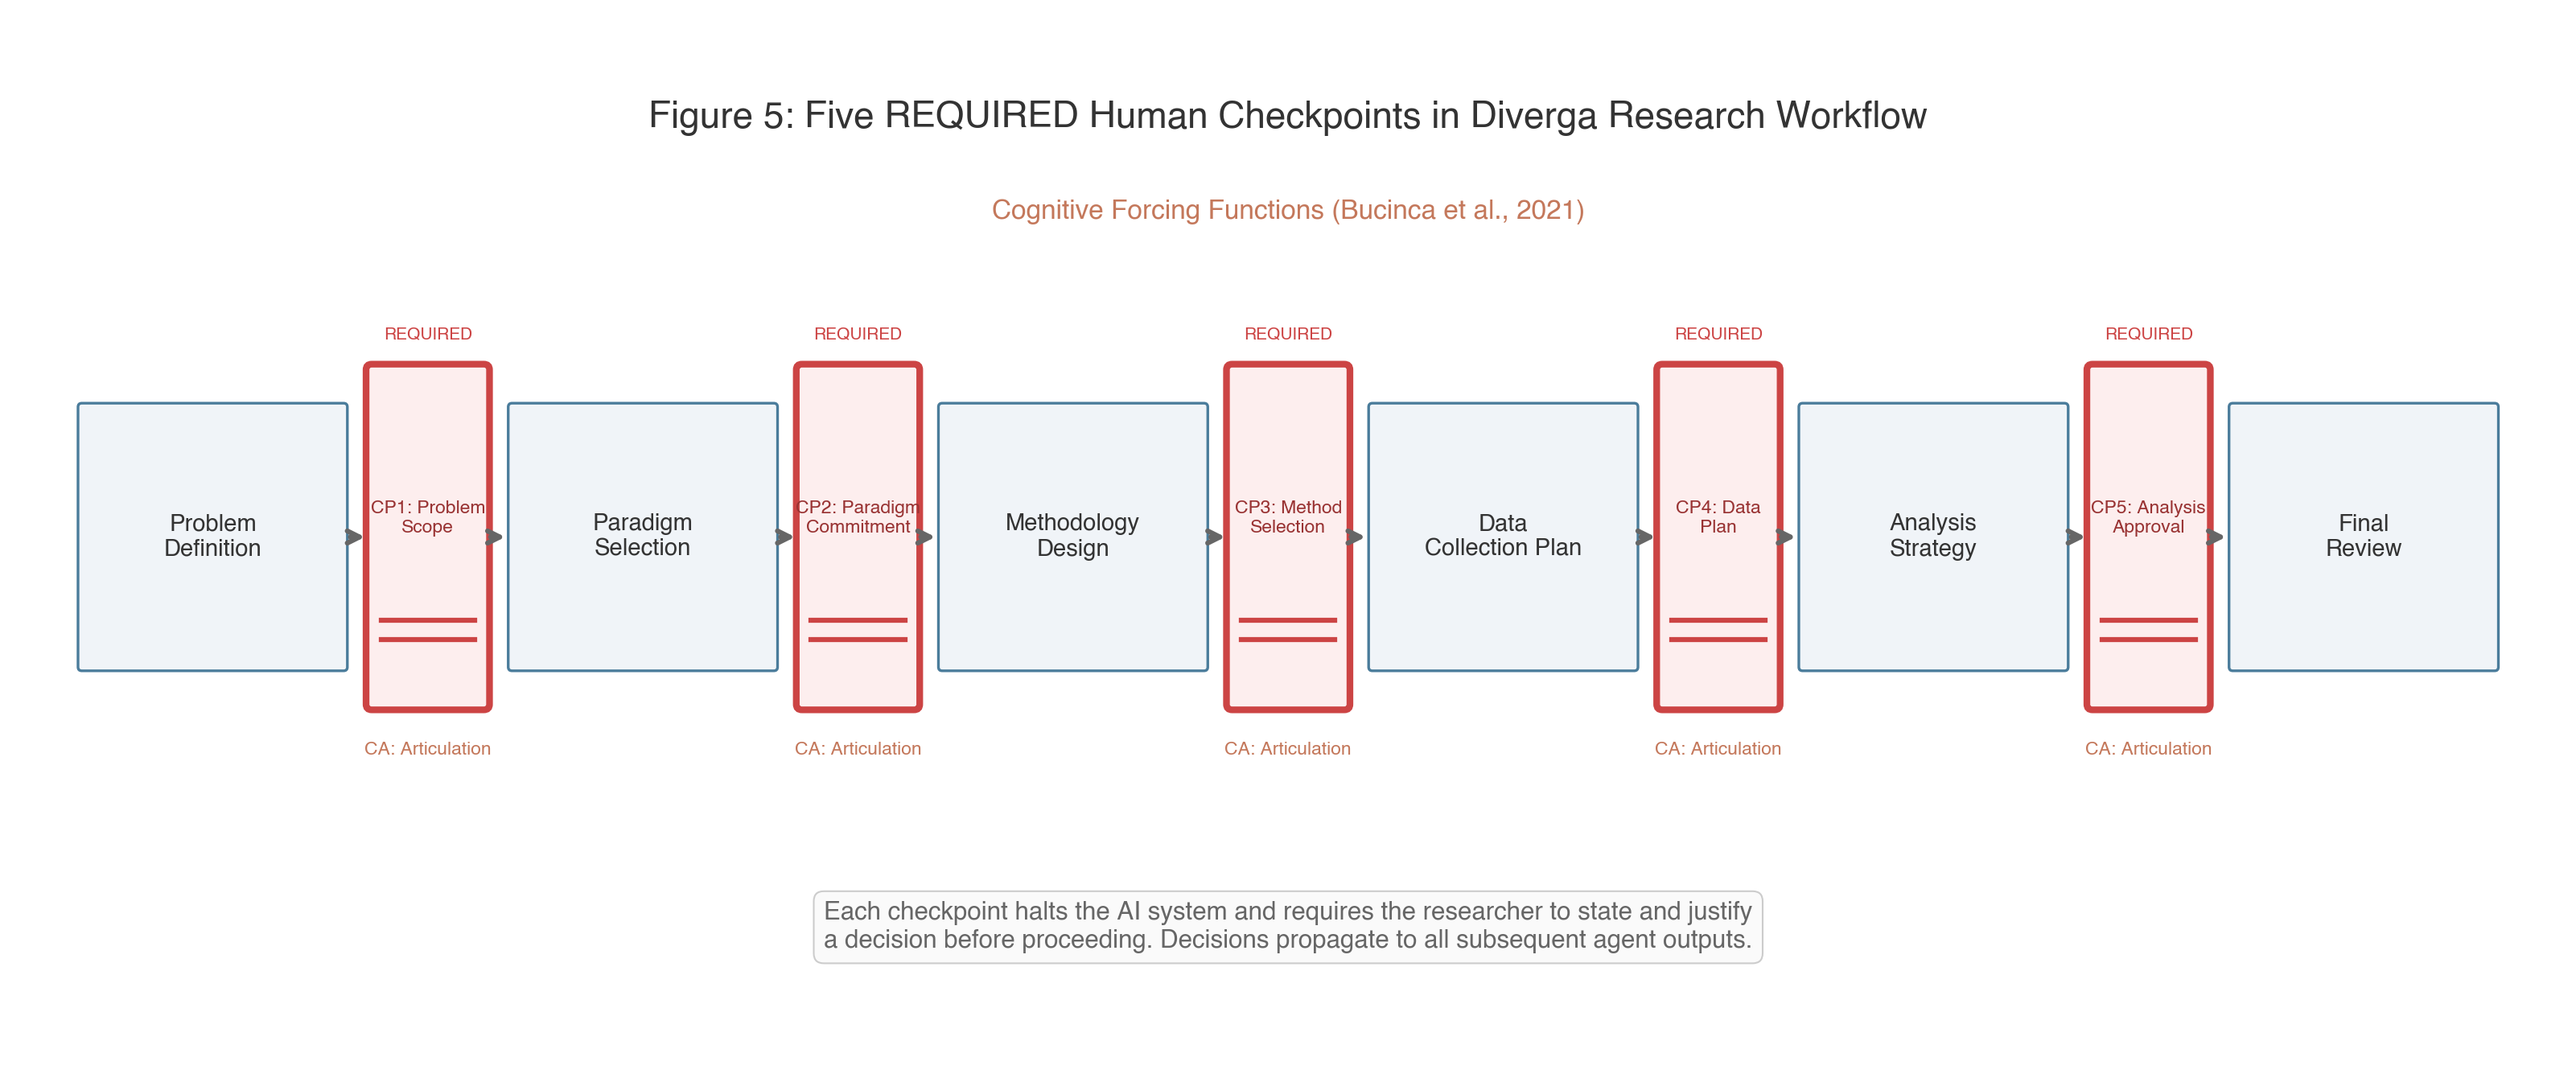 Figure 5: Five REQUIRED Human Checkpoints in Diverga Research Workflow
Cognitive Forcing Functions (Bucinca et al., 2021)
REQUIRED
REQUIRED
REQUIRED
REQUIRED
REQUIRED
Problem
Definition
CP1: Problem
Scope
Paradigm
Selection
CP2: Paradigm
Commitment
Methodology
Design
CP3: Method
Selection
Data
Collection Plan
CP4: Data
Plan
Analysis
Strategy
CP5: Analysis
Approval
Final
Review
CA: Articulation
CA: Articulation
CA: Articulation
CA: Articulation
CA: Articulation
Each checkpoint halts the AI system and requires the researcher to state and justify
a decision before proceeding. Decisions propagate to all subsequent agent outputs.